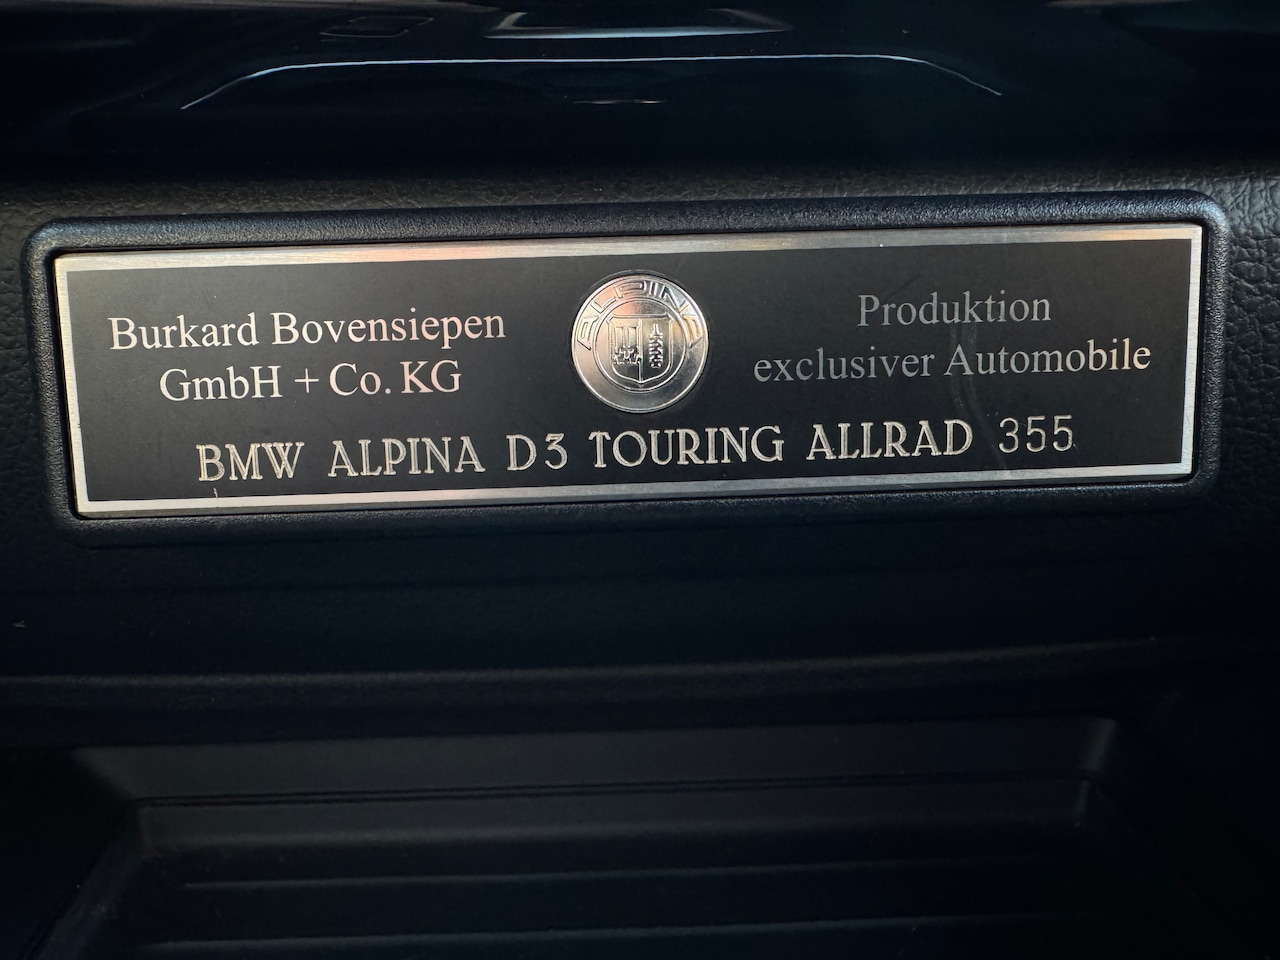 Burkard Bovensiepen
GmbH + Co. KG
ALPINA
Produktion
exclusiver Automobile
BMW ALPINA D3 TOURING ALLRAD 355